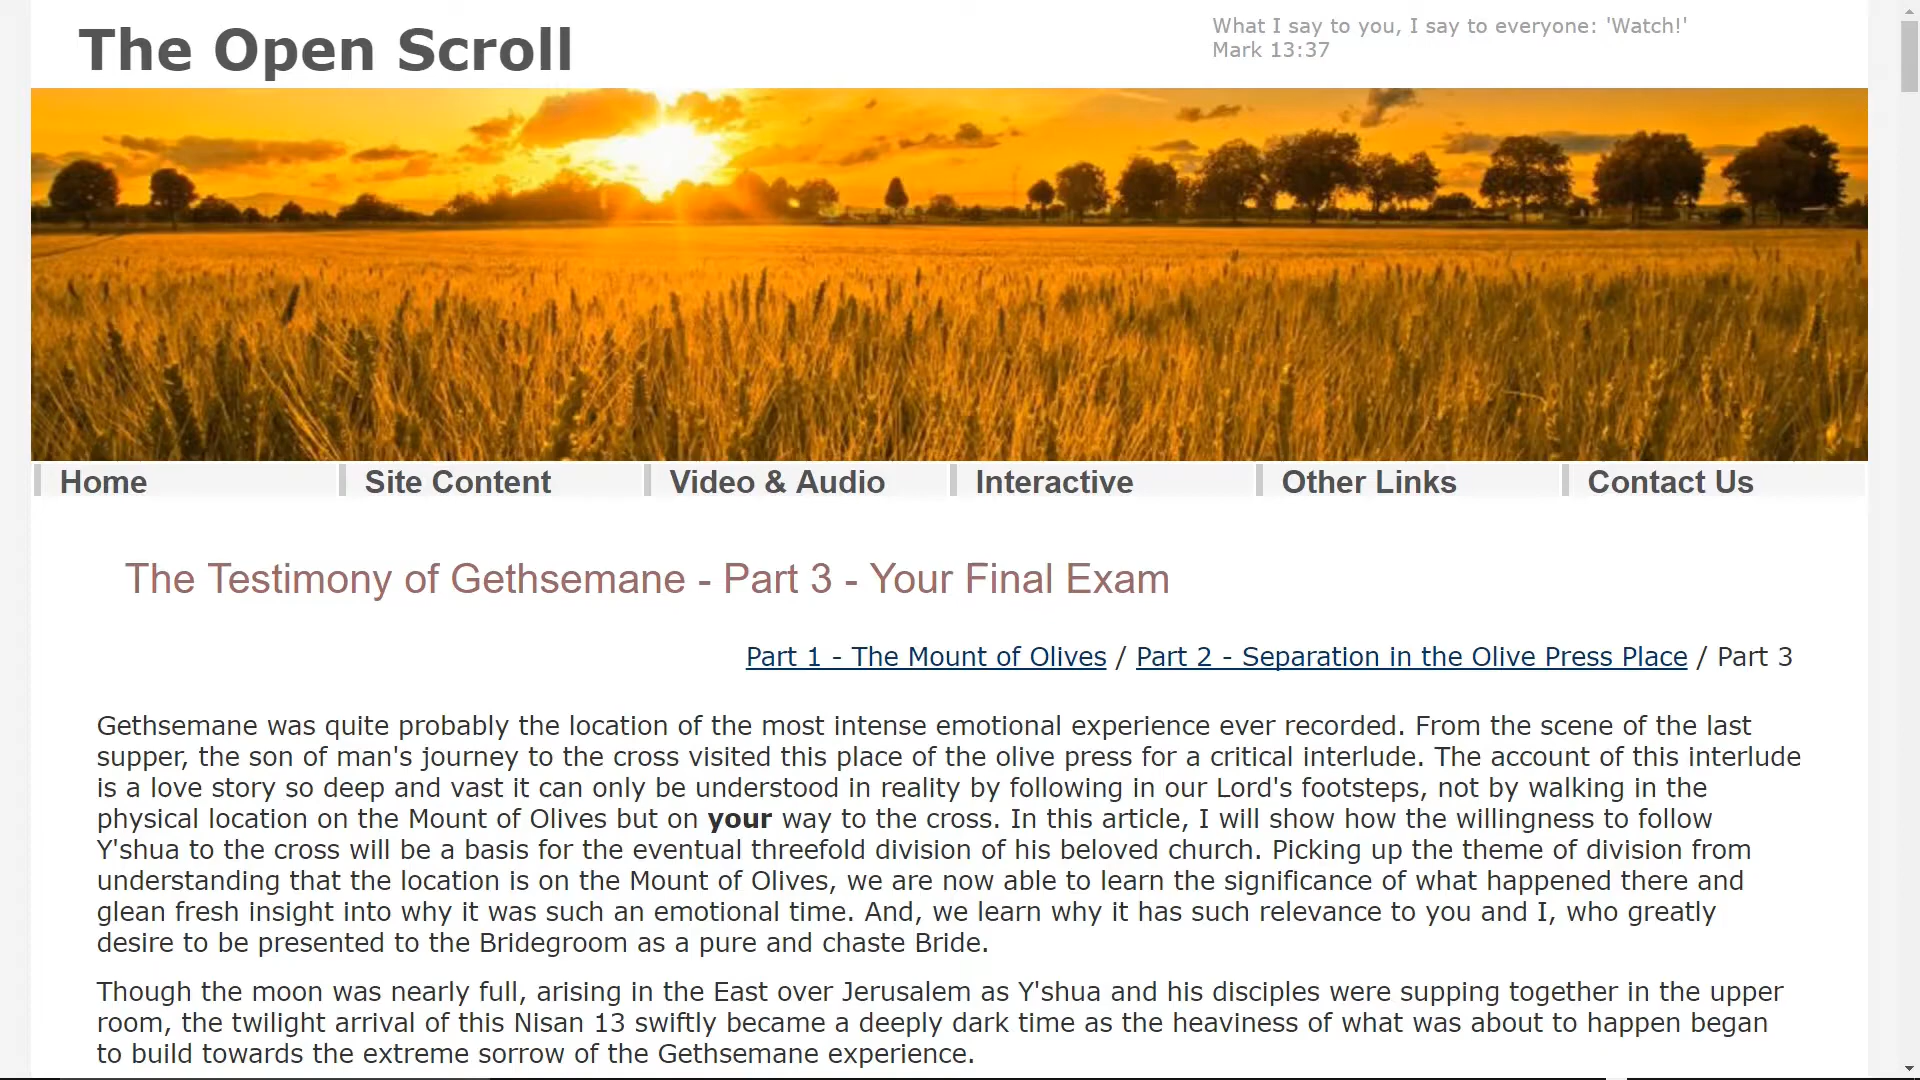 The Open Scroll
What I say to you, I say to everyone: 'Watch!'
Mark 13:37
Home
Site Content
Video & Audio
Interactive
Other Links
Contact Us
The Testimony of Gethsemane - Part 3 - Your Final Exam
Part 1 - The Mount of Olives / Part 2 - Separation in the Olive Press Place / Part 3
Gethsemane was quite probably the location of the most intense emotional experience ever recorded. From the scene of the last
supper, the son of man's journey to the cross visited this place of the olive press for a critical interlude. The account of this interlude
is a love story so deep and vast it can only be understood in reality by following in our Lord's footsteps, not by walking in the
physical location on the Mount of Olives but on your way to the cross. In this article, I will show how the willingness to follow
Y'shua to the cross will be a basis for the eventual threefold division of his beloved church. Picking up the theme of division from
understanding that the location is on the Mount of Olives, we are now able to learn the significance of what happened there and
glean fresh insight into why it was such an emotional time. And, we learn why it has such relevance to you and I, who greatly
desire to be presented to the Bridegroom as a pure and chaste Bride.
Though the moon was nearly full, arising in the East over Jerusalem as Y'shua and his disciples were supping together in the upper
room, the twilight arrival of this Nisan 13 swiftly became a deeply dark time as the heaviness of what was about to happen began
to build towards the extreme sorrow of the Gethsemane experience.